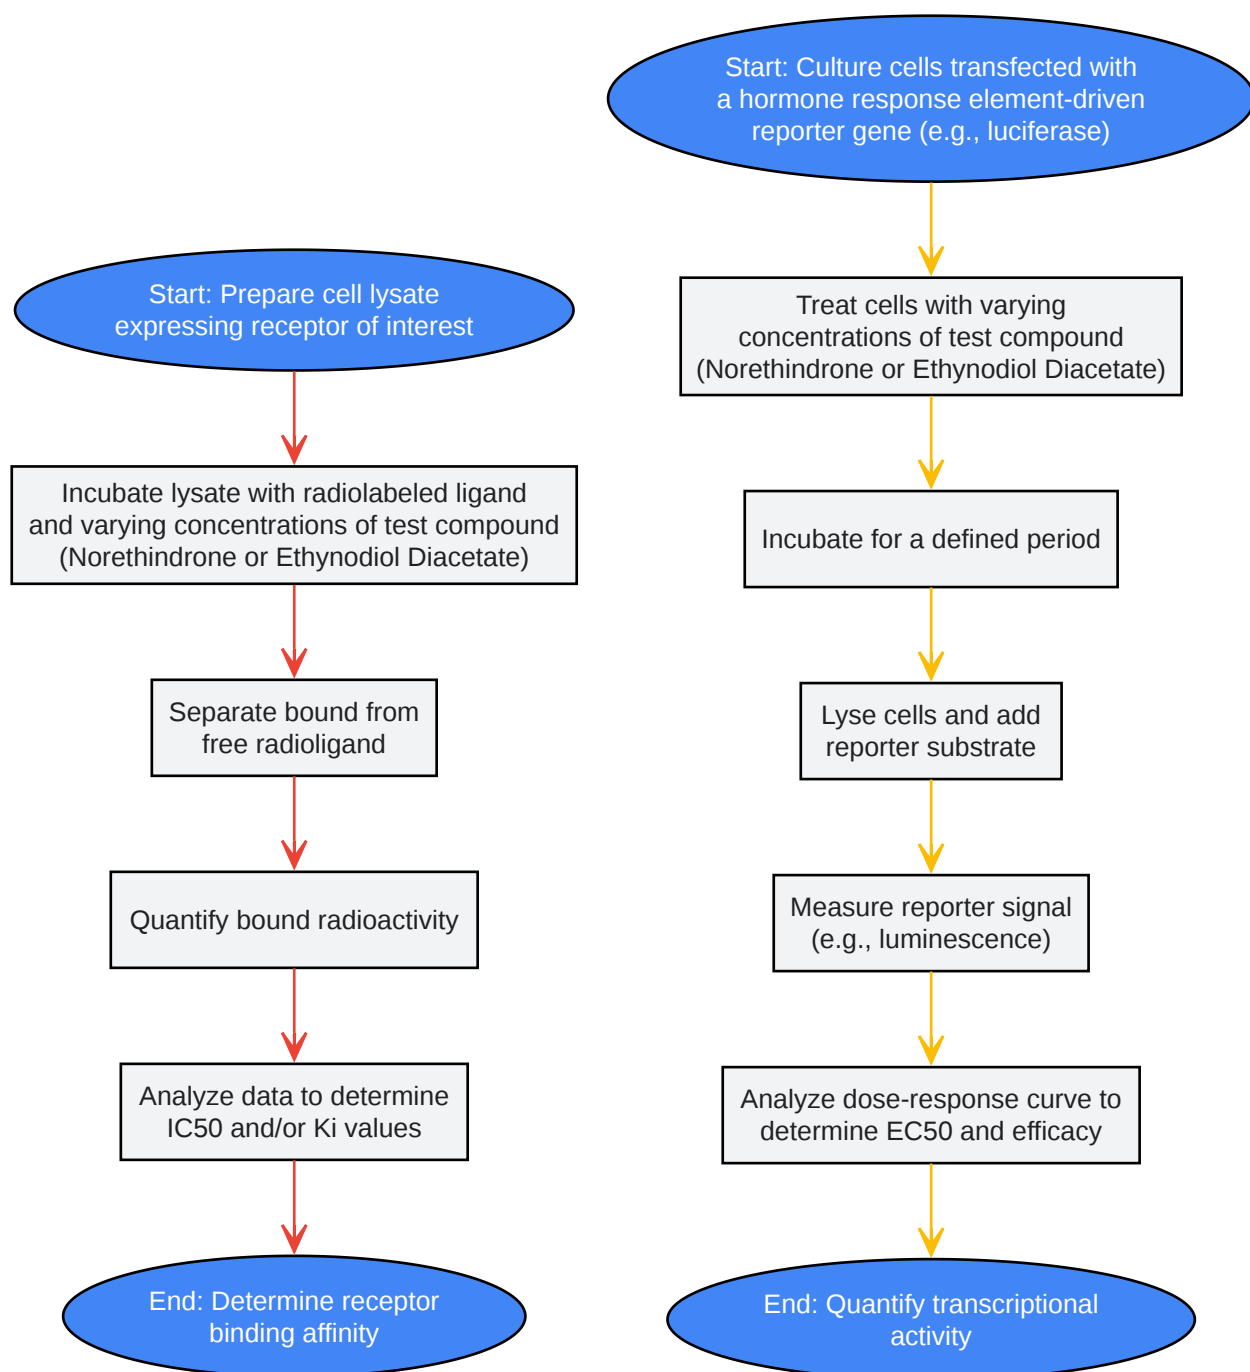 Start: Prepare cell lysate
expressing receptor of interest
Incubate lysate with radiolabeled ligand
and varying concentrations of test compound
(Norethindrone or Ethynodiol Diacetate)
Separate bound from
free radioligand
Quantify bound radioactivity
Analyze data to determine
IC50 and/or Ki values
End: Determine receptor
binding affinity
Start: Culture cells transfected with
a hormone response element-driven
reporter gene (e.g., luciferase)
Treat cells with varying
concentrations of test compound
(Norethindrone or Ethynodiol Diacetate)
Incubate for a defined period
Lyse cells and add
reporter substrate
Measure reporter signal
(e.g., luminescence)
Analyze dose-response curve to
determine EC50 and efficacy
End: Quantify transcriptional
activity